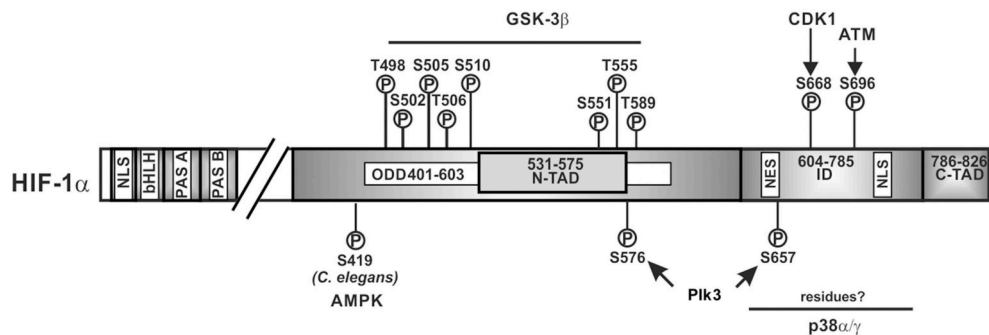 GSK-3β
CDK1
ATM
T498
S505
S510
T555
S668
S696
P
P
P
S502
T506
P
P
P
S551
T589
P
P
P
P
P
HIF-1α
NLS
bHLH
PAS A
PAS B
ODD401-603
531-575
N-TAD
NES
604-785
ID
NLS
786-826
C-TAD
P
S419
(C. elegans)
AMPK
P
S576
P
S657
Plk3
residues?
p38α/γ